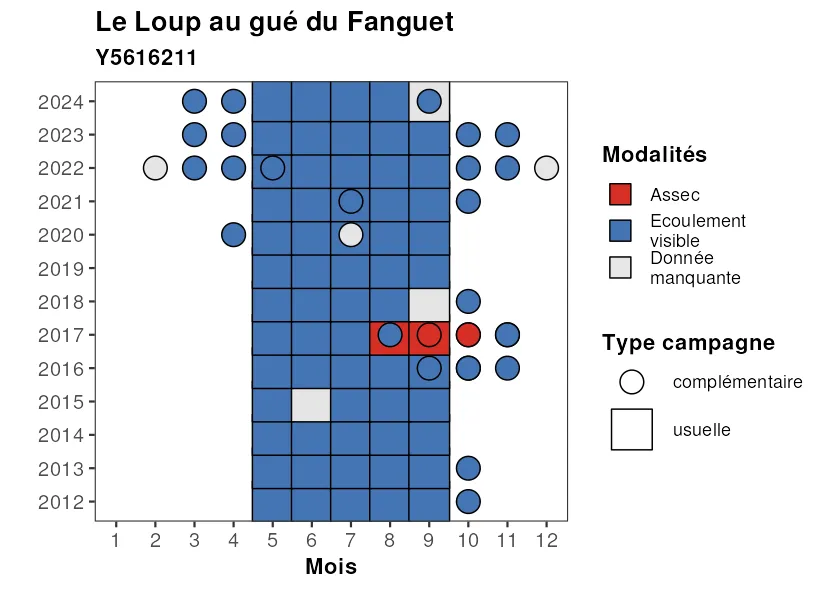 Le Loup au gué du Fanguet
Y5616211
2024
2023
2022
2021
2020
2019
2018
2017
2016
2015
2014
2013
2012
1 2 3 4 5 6 7 8 9 10 11 12
Mois
Modalités
Assec
Ecoulement
visible
Donnée
manquante
Type campagne
complémentaire
usuelle